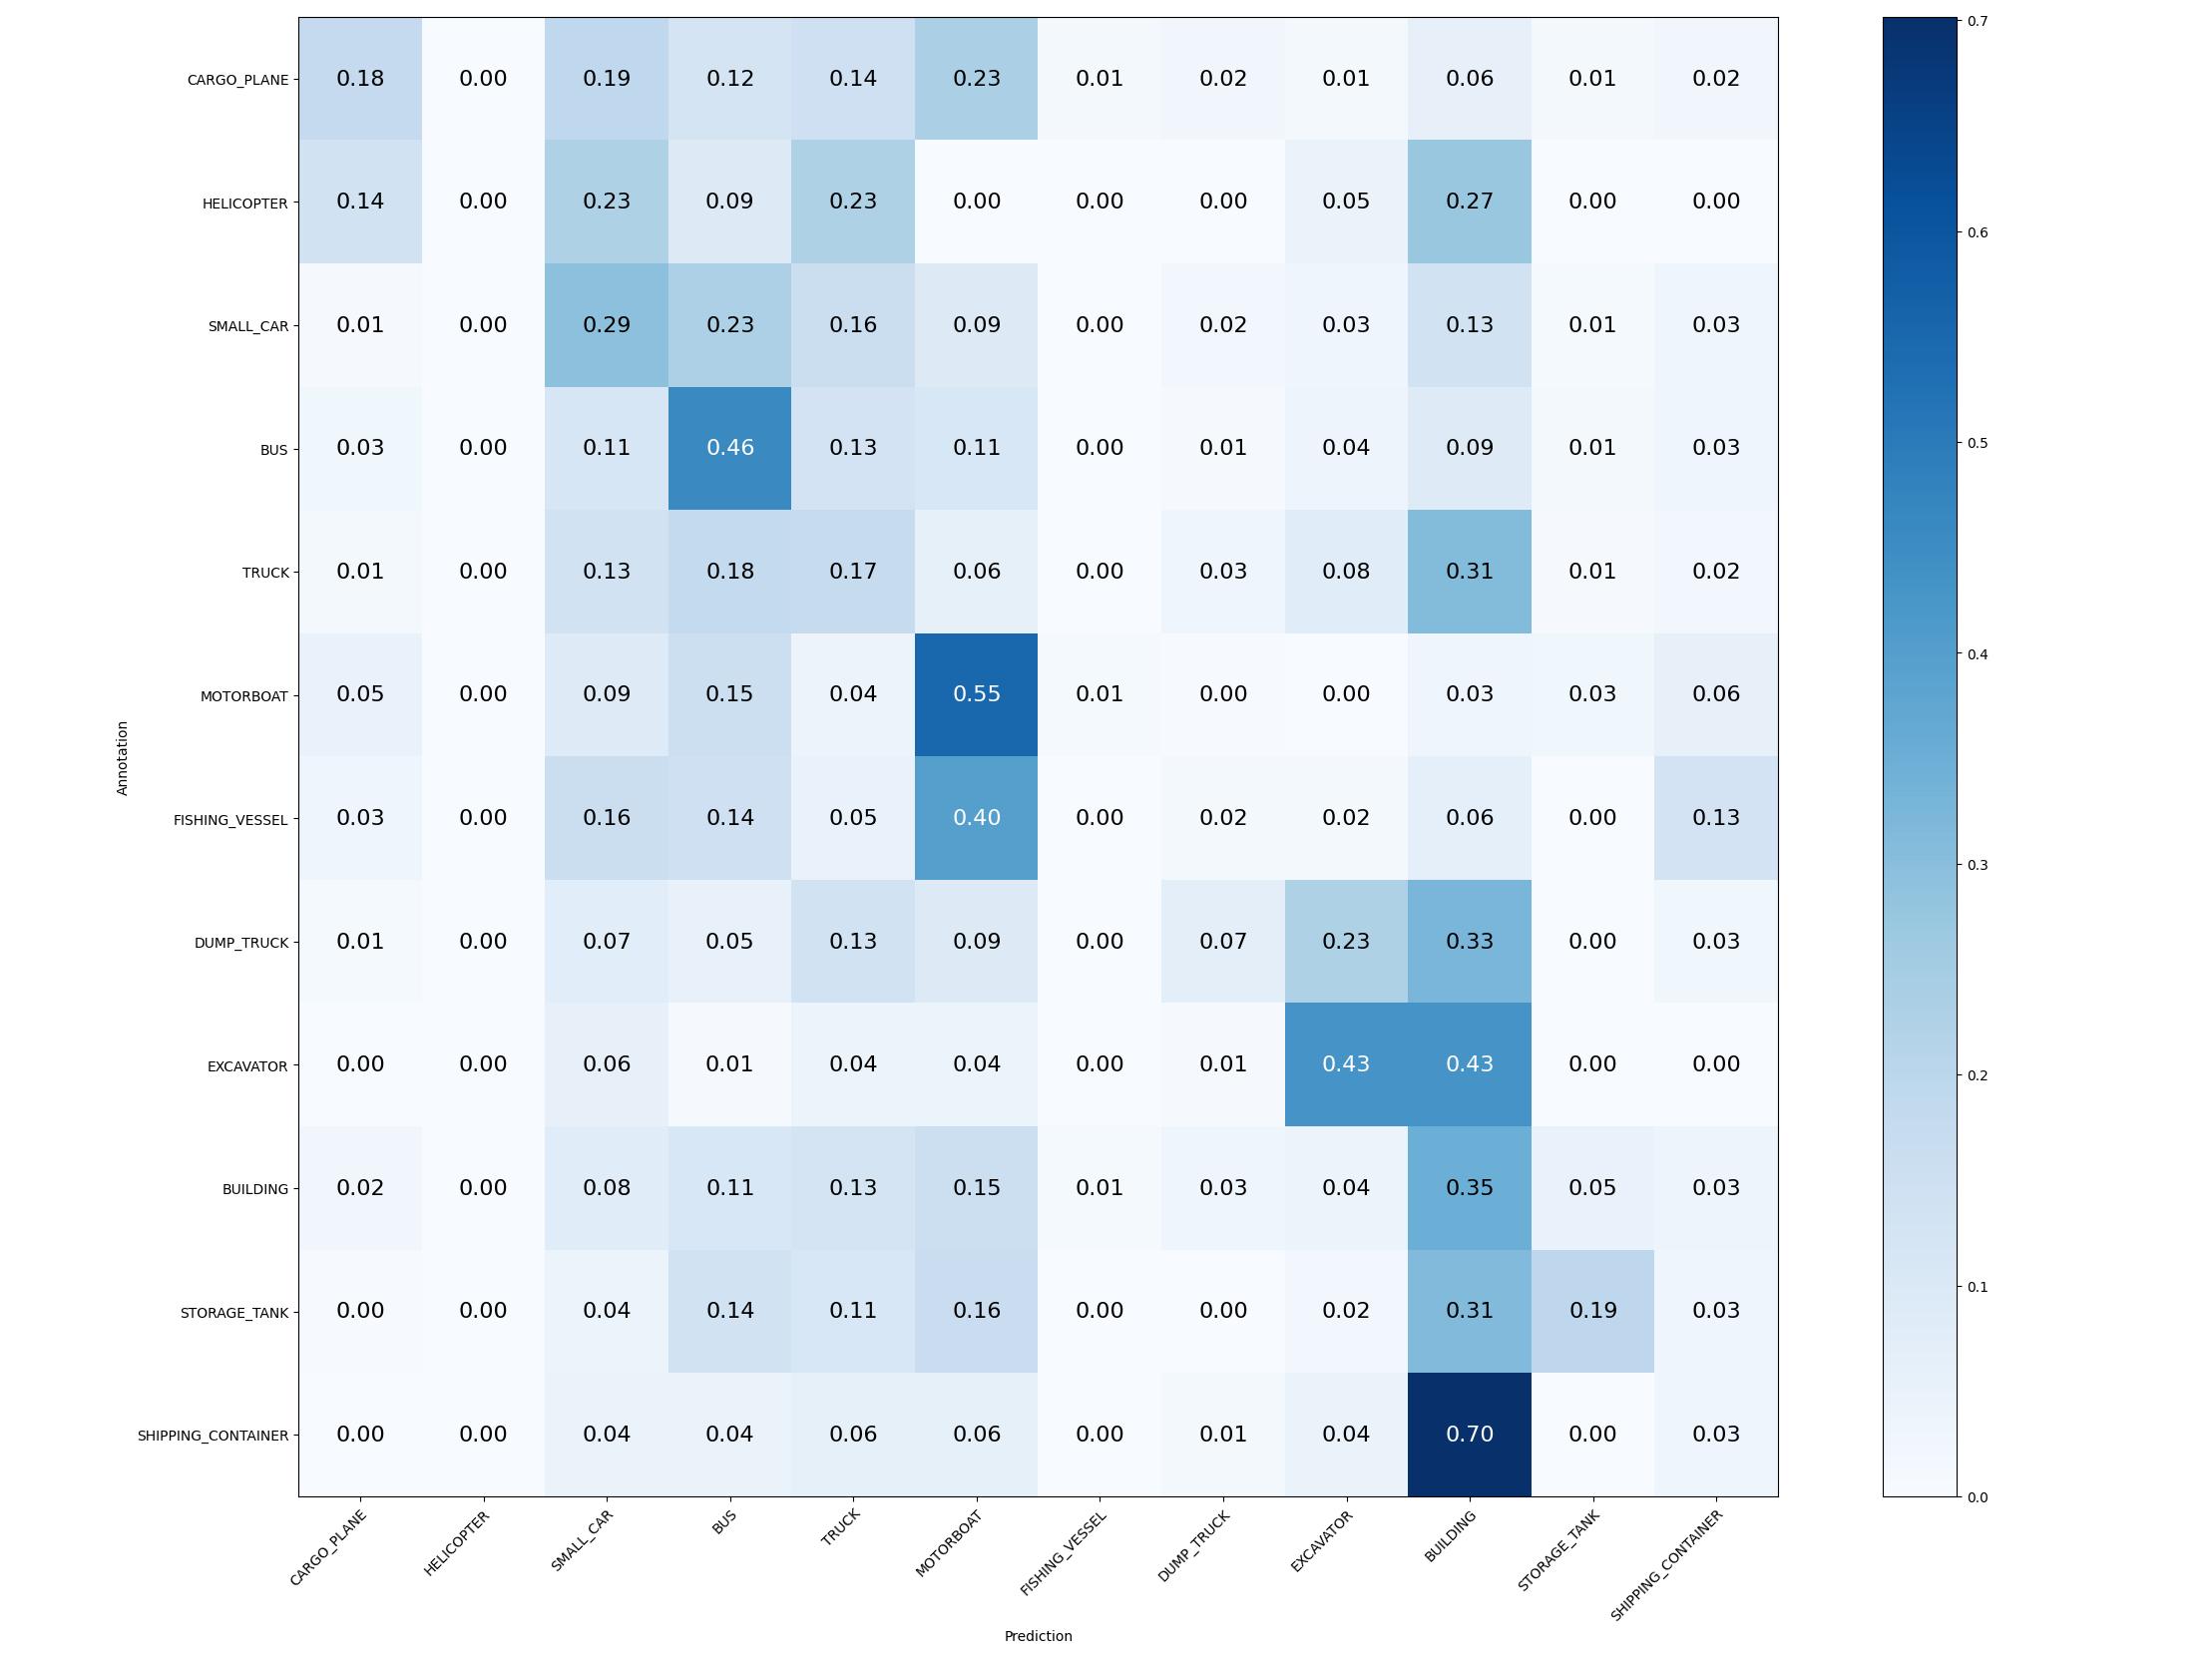 CARGO_PLANE 0.18 0.00 0.19 0.12 0.14 0.23 0.01 0.02 0.01 0.06 0.01 0.02
HELICOPTER 0.14 0.00 0.23 0.09 0.23 0.00 0.00 0.00 0.05 0.27 0.00 0.00
SMALL_CAR 0.01 0.00 0.29 0.23 0.16 0.09 0.00 0.02 0.03 0.13 0.01 0.03
BUS 0.03 0.00 0.11 0.46 0.13 0.11 0.00 0.01 0.04 0.09 0.01 0.03
TRUCK 0.01 0.00 0.13 0.18 0.17 0.06 0.00 0.03 0.08 0.31 0.01 0.02
MOTORBOAT 0.05 0.00 0.09 0.15 0.04 0.55 0.01 0.00 0.00 0.03 0.03 0.06
Annotation
FISHING_VESSEL 0.03 0.00 0.16 0.14 0.05 0.40 0.00 0.02 0.02 0.06 0.00 0.13
DUMP_TRUCK 0.01 0.00 0.07 0.05 0.13 0.09 0.00 0.07 0.23 0.33 0.00 0.03
EXCAVATOR 0.00 0.00 0.06 0.01 0.04 0.04 0.00 0.01 0.43 0.43 0.00 0.00
BUILDING 0.02 0.00 0.08 0.11 0.13 0.15 0.01 0.03 0.04 0.35 0.05 0.03
STORAGE_TANK 0.00 0.00 0.04 0.14 0.11 0.16 0.00 0.00 0.02 0.31 0.19 0.03
SHIPPING_CONTAINER 0.00 0.00 0.04 0.04 0.06 0.06 0.00 0.01 0.04 0.70 0.00 0.03
CARGO_PLANE HELICOPTER SMALL_CAR BUS TRUCK MOTORBOAT FISHING_VESSEL DUMP_TRUCK EXCAVATOR BUILDING STORAGE_TANK SHIPPING_CONTAINER
Prediction
0.7
0.6
0.5
0.4
0.3
0.2
0.1
0.0